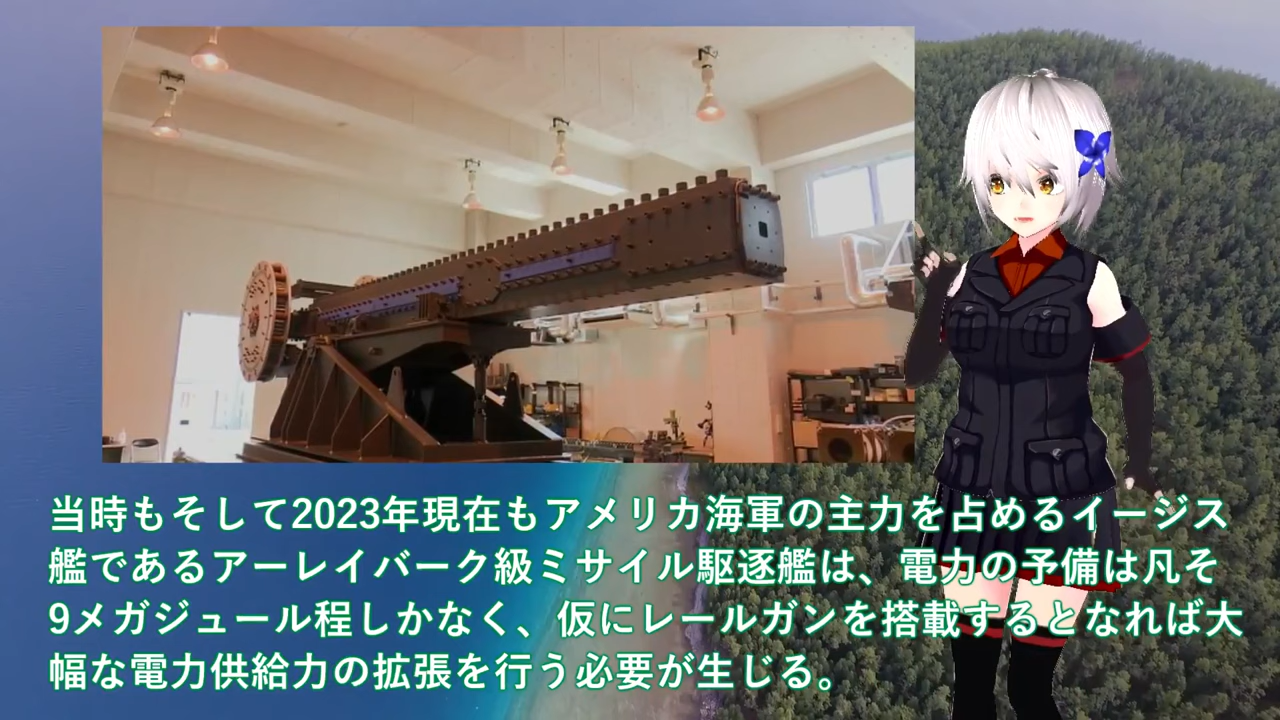 当時もそして2023年現在もアメリカ海軍の主力を占めるイージス
艦であるアーレイバーク級ミサイル駆逐艦は、電力の予備は凡そ
9メガジュール程しかなく、仮にレールガンを搭載するとなれば大
幅な電力供給力の拡張を行う必要が生じる。